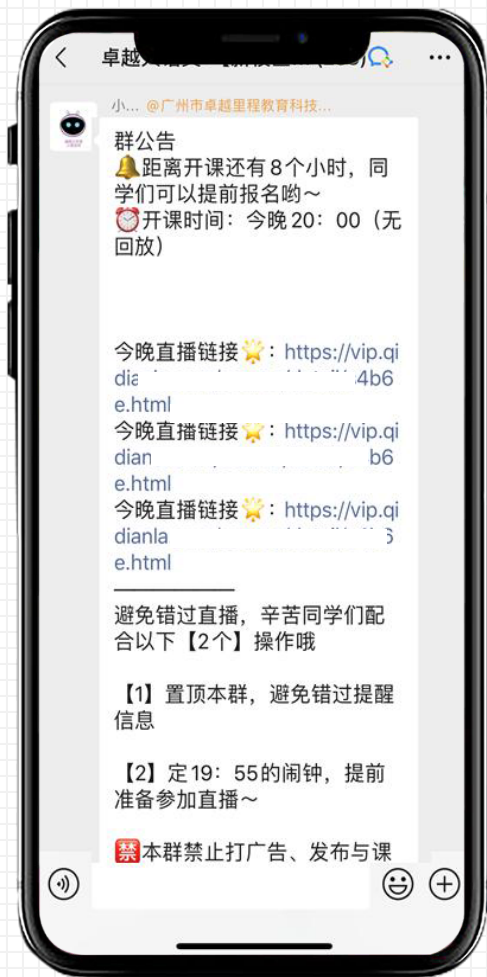 卓越
小... @广州市卓越里程教育科技...
群公告
🔔距离开课还有8个小时，同
学们可以提前报名哟～
⏰开课时间：今晚20：00（无
回放）
今晚直播链接🌟：https://vip.qi
dia 4b6
e.html
今晚直播链接🌟：https://vip.qi
dian b6
e.html
今晚直播链接🌟：https://vip.qi
dianla
e.html
避免错过直播，辛苦同学们配
合以下【2个】操作哦
【1】置顶本群，避免错过提醒
信息
【2】定19：55的闹钟，提前
准备参加直播～
🈲本群禁止打广告、发布与课